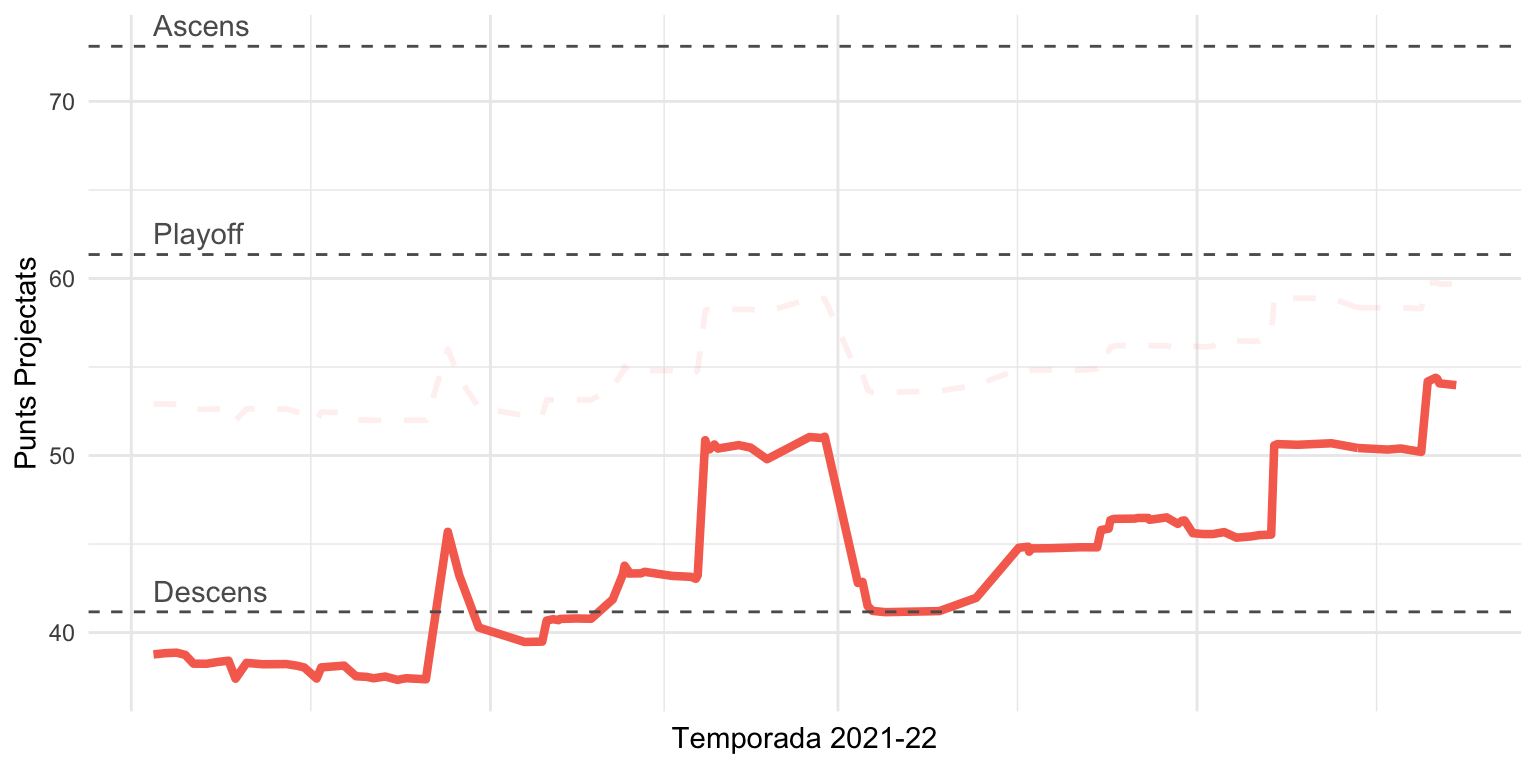 Ascens
70
Playoff
60
Punts Projectats
50
Descens
40
Temporada 2021-22